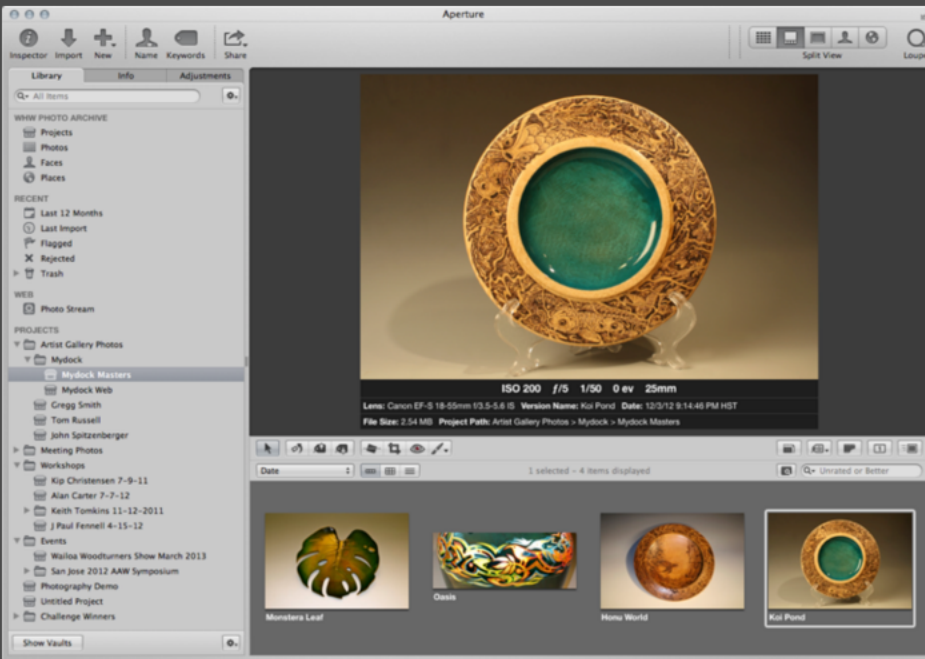 Aperture
Inspector Import New Name Keywords Share
Split View
Loupe
Library Info Adjustments
All Items
WHW PHOTO ARCHIVE
Projects
Photos
Faces
Places
RECENT
Last 12 Months
Last Import
Flagged
Rejected
Trash
WEB
Photo Stream
PROJECTS
Artist Gallery Photos
Mydock
Mydock Masters
Mydock Web
Gregg Smith
Tom Russell
John Spitzenberger
Meeting Photos
Workshops
Kip Christensen 7-9-11
Alan Carter 7-7-12
Keith Tomkins 11-12-2011
J Paul Fennell 4-15-12
Events
Wailoa Woodturners Show March 2013
San Jose 2012 AAW Symposium
Photography Demo
Untitled Project
Challenge Winners
Show Vaults
ISO 200 ƒ/5 1/50 0 ev 25mm
Lens: Canon EF-S 18-55mm f/3.5-5.6 IS Version Name: Koi Pond Date: 12/3/12 9:14:46 PM HST
File Size: 2.54 MB Project Path: Artist Gallery Photos > Mydock > Mydock Masters
Date
1 selected - 4 items displayed
Unrated or Better
Monstera Leaf
Oasis
Honu World
Koi Pond